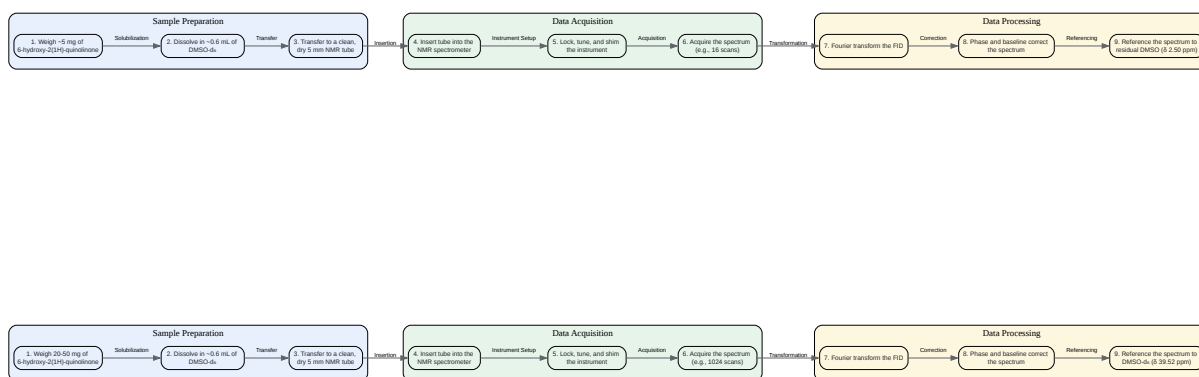 Sample Preparation
Data Acquisition
Data Processing
1. Weigh ~5 mg of
6-hydroxy-2(1H)-quinolinone
Solubilization
2. Dissolve in ~0.6 mL of
DMSO-d₆
Transfer
3. Transfer to a clean,
dry 5 mm NMR tube
Insertion
4. Insert tube into the
NMR spectrometer
Instrument Setup
5. Lock, tune, and shim
the instrument
Acquisition
6. Acquire the spectrum
(e.g., 16 scans)
Transformation
7. Fourier transform the FID
Correction
8. Phase and baseline correct
the spectrum
Referencing
9. Reference the spectrum to
residual DMSO (δ 2.50 ppm)
Sample Preparation
Data Acquisition
Data Processing
1. Weigh 20-50 mg of
6-hydroxy-2(1H)-quinolinone
Solubilization
2. Dissolve in ~0.6 mL of
DMSO-d₆
Transfer
3. Transfer to a clean,
dry 5 mm NMR tube
Insertion
4. Insert tube into the
NMR spectrometer
Instrument Setup
5. Lock, tune, and shim
the instrument
Acquisition
6. Acquire the spectrum
(e.g., 1024 scans)
Transformation
7. Fourier transform the FID
Correction
8. Phase and baseline correct
the spectrum
Referencing
9. Reference the spectrum to
DMSO-d₆ (δ 39.52 ppm)